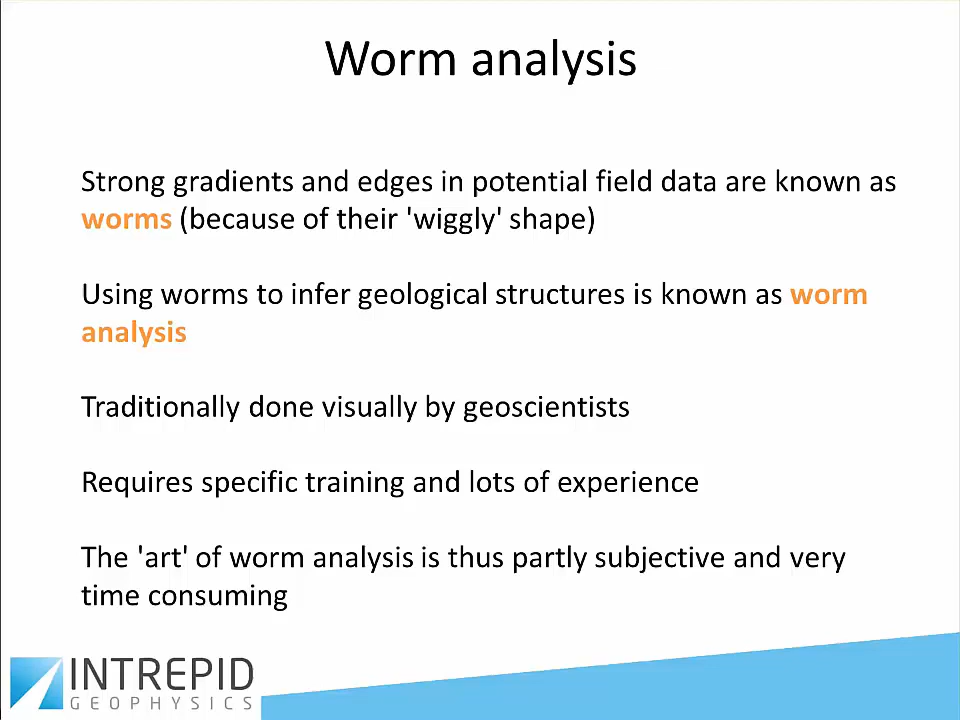 Worm analysis
Strong gradients and edges in potential field data are known as
worms (because of their 'wiggly' shape)
Using worms to infer geological structures is known as worm
analysis
Traditionally done visually by geoscientists
Requires specific training and lots of experience
The 'art' of worm analysis is thus partly subjective and very
time consuming
INTREPID
GEOPHYSICS